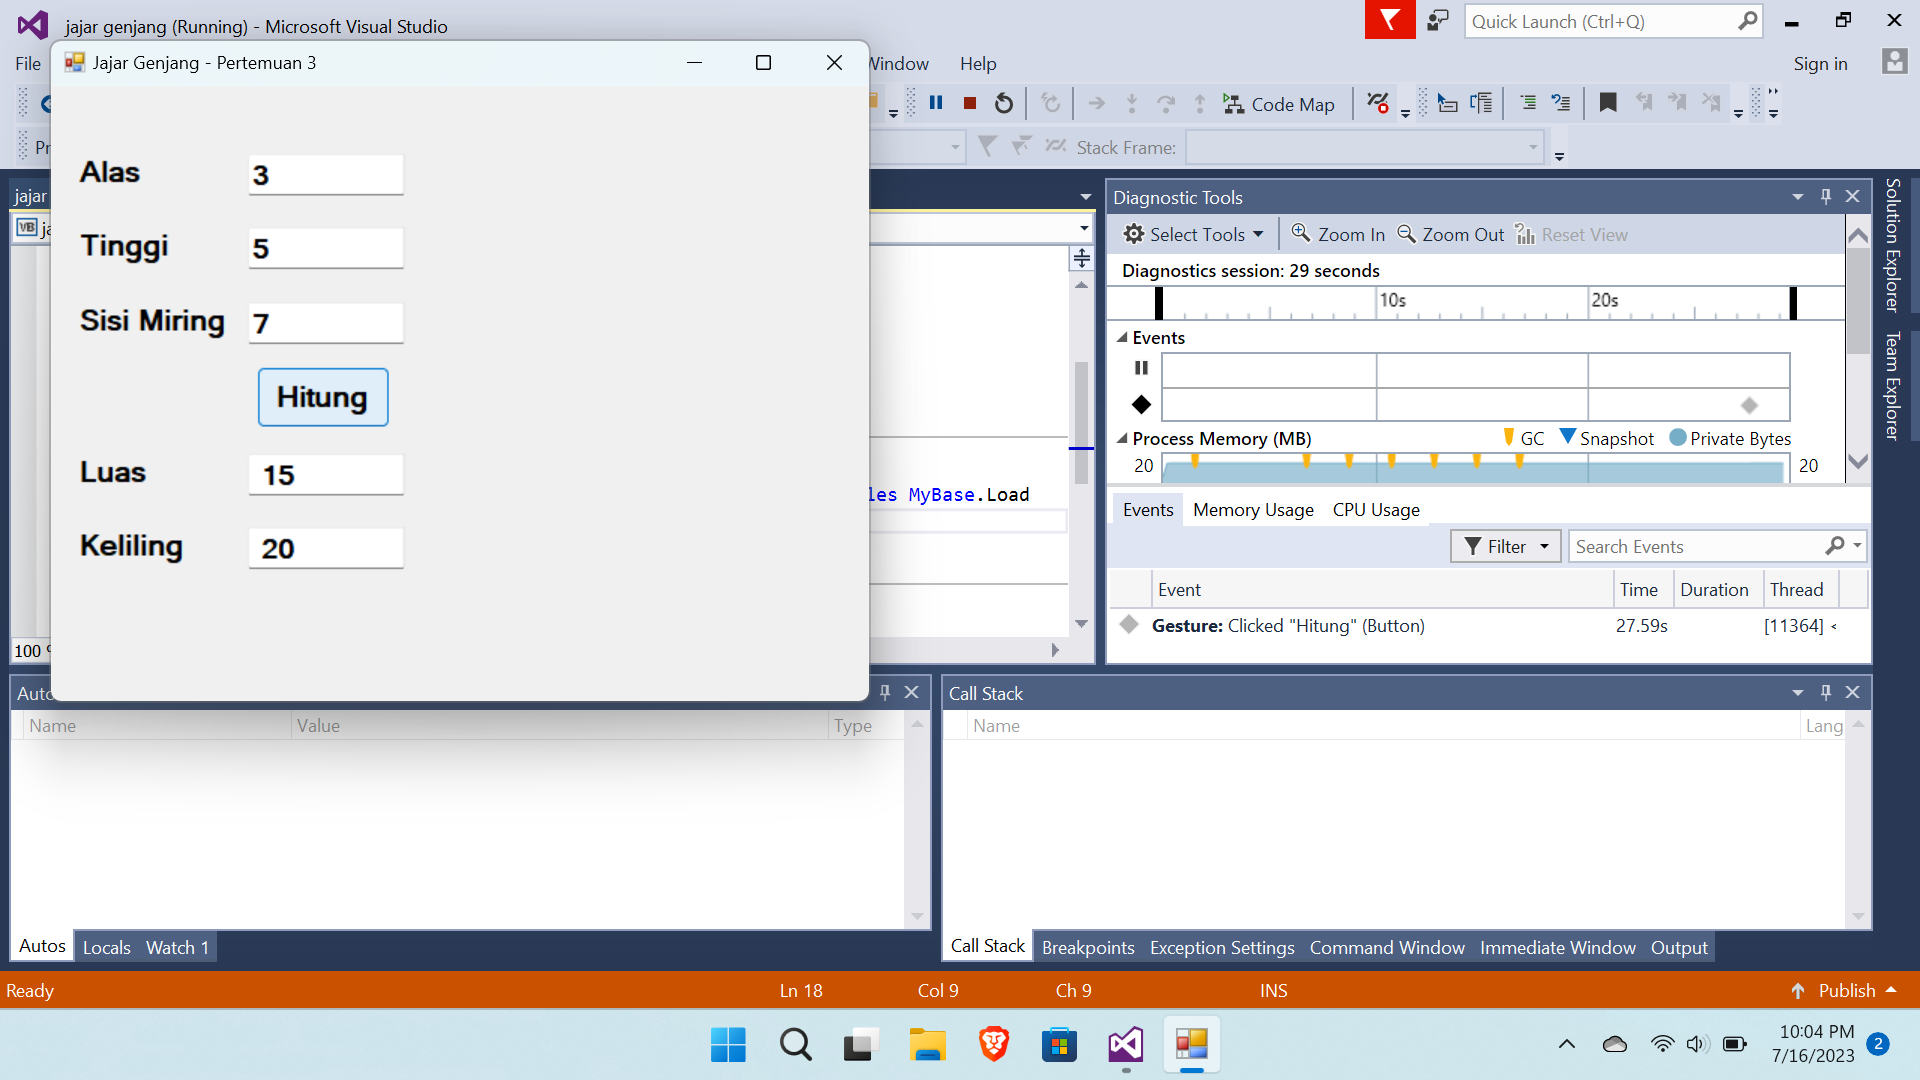 jajar genjang (Running) - Microsoft Visual Studio
Quick Launch (Ctrl+Q)
File
Window
Help
Sign in
Jajar Genjang - Pertemuan 3
Code Map
Pr
Stack Frame:
Alas 3
Tinggi 5
Sisi Miring 7
Hitung
Luas 15
Keliling 20
jajar
VB ja
les MyBase.Load
100 %
Diagnostic Tools
Select Tools
Zoom In
Zoom Out
Reset View
Diagnostics session: 29 seconds
10s
20s
Events
Process Memory (MB)
GC
Snapshot
Private Bytes
20
20
Events
Memory Usage
CPU Usage
Filter
Search Events
Event
Time
Duration
Thread
Gesture: Clicked "Hitung" (Button)
27.59s
[11364] <
Solution Explorer
Team Explorer
Auto
Name
Value
Type
Call Stack
Name
Lang
Autos
Locals
Watch 1
Call Stack
Breakpoints
Exception Settings
Command Window
Immediate Window
Output
Ready
Ln 18
Col 9
Ch 9
INS
Publish
10:04 PM
7/16/2023
2